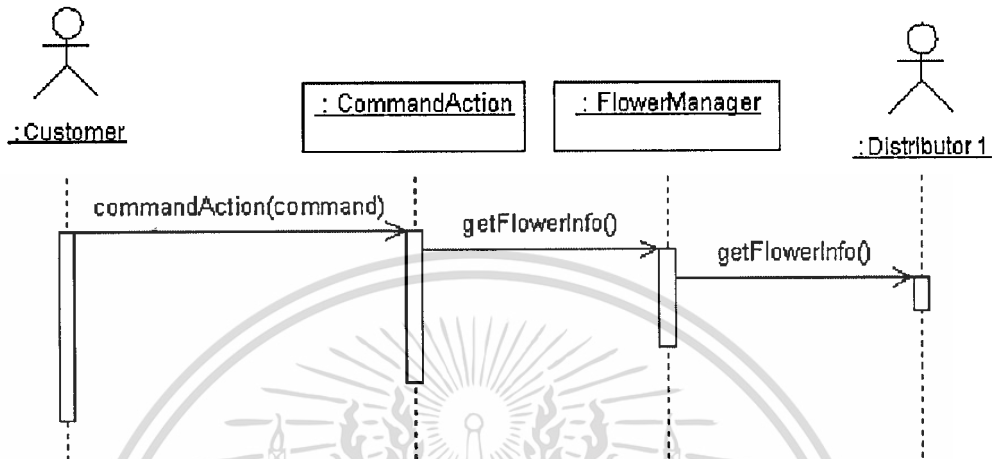 : CommandAction
: FlowerManager
: Customer
: Distributor 1
commandAction(command)
getFlowerInfo()
getFlowerInfo()